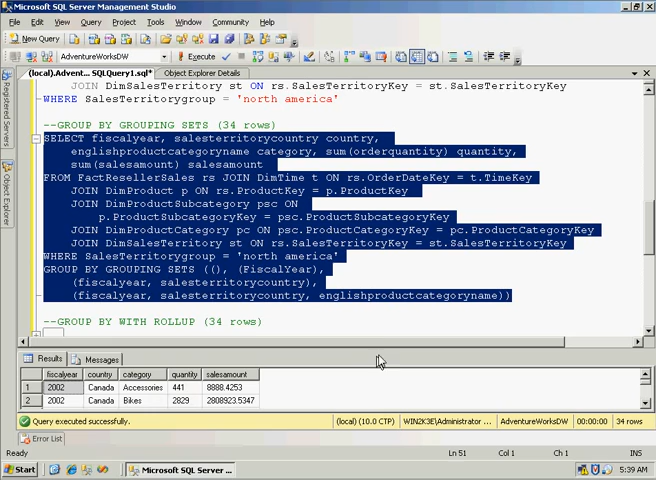 Microsoft SQL Server Management Studio
File Edit View Query Project Tools Window Community Help
New Query
AdventureWorksDW Execute
(local).Advent... SQLQuery1.sql* Object Explorer Details
Registered Servers
Object Explorer
JOIN DimSalesTerritory st ON rs.SalesTerritoryKey = st.SalesTerritoryKey
WHERE SalesTerritorygroup = 'north america'
--GROUP BY GROUPING SETS (34 rows)
SELECT fiscalyear, salesterritorycountry country,
englishproductcategoryname category, sum(orderquantity) quantity,
sum(salesamount) salesamount
FROM FactResellerSales rs JOIN DimTime t ON rs.OrderDateKey = t.TimeKey
JOIN DimProduct p ON rs.ProductKey = p.ProductKey
JOIN DimProductSubcategory psc ON
p.ProductSubcategoryKey = psc.ProductSubcategoryKey
JOIN DimProductCategory pc ON psc.ProductCategoryKey = pc.ProductCategoryKey
JOIN DimSalesTerritory st ON rs.SalesTerritoryKey = st.SalesTerritoryKey
WHERE SalesTerritorygroup = 'north america'
GROUP BY GROUPING SETS ((), (FiscalYear),
(fiscalyear, salesterritorycountry),
(fiscalyear, salesterritorycountry, englishproductcategoryname))
--GROUP BY WITH ROLLUP (34 rows)
Results Messages
fiscalyear country category quantity salesamount
1 2002 Canada Accessories 441 8888.4253
2 2002 Canada Bikes 2829 2808923.5347
Query executed successfully. (local) (10.0 CTP) WIN2K3E\Administrator ... AdventureWorksDW 00:00:00 34 rows
Error List
Ready Ln 51 Col 1 Ch 1 INS
Start Microsoft SQL Server ... 5:39 AM